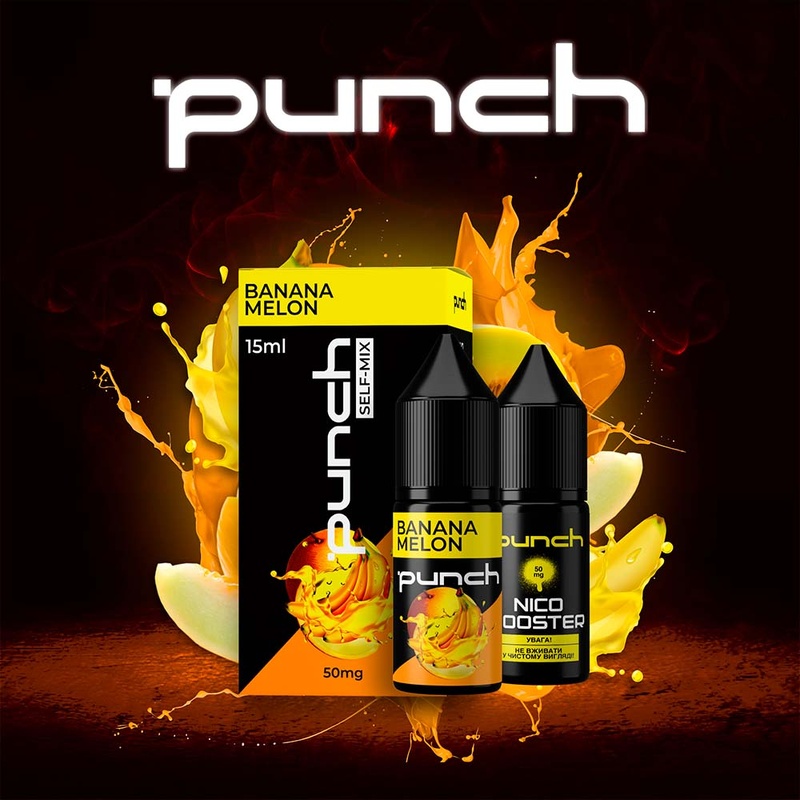 punch
BANANA
MELON
punch
15ml
punch
SELF-MIX
50mg
BANANA
MELON
punch
punch
50
mg
NICO
OOSTER
УВАГА!
НЕ ВЖИВАТИ
У ЧИСТОМУ ВИГЛЯДІ!